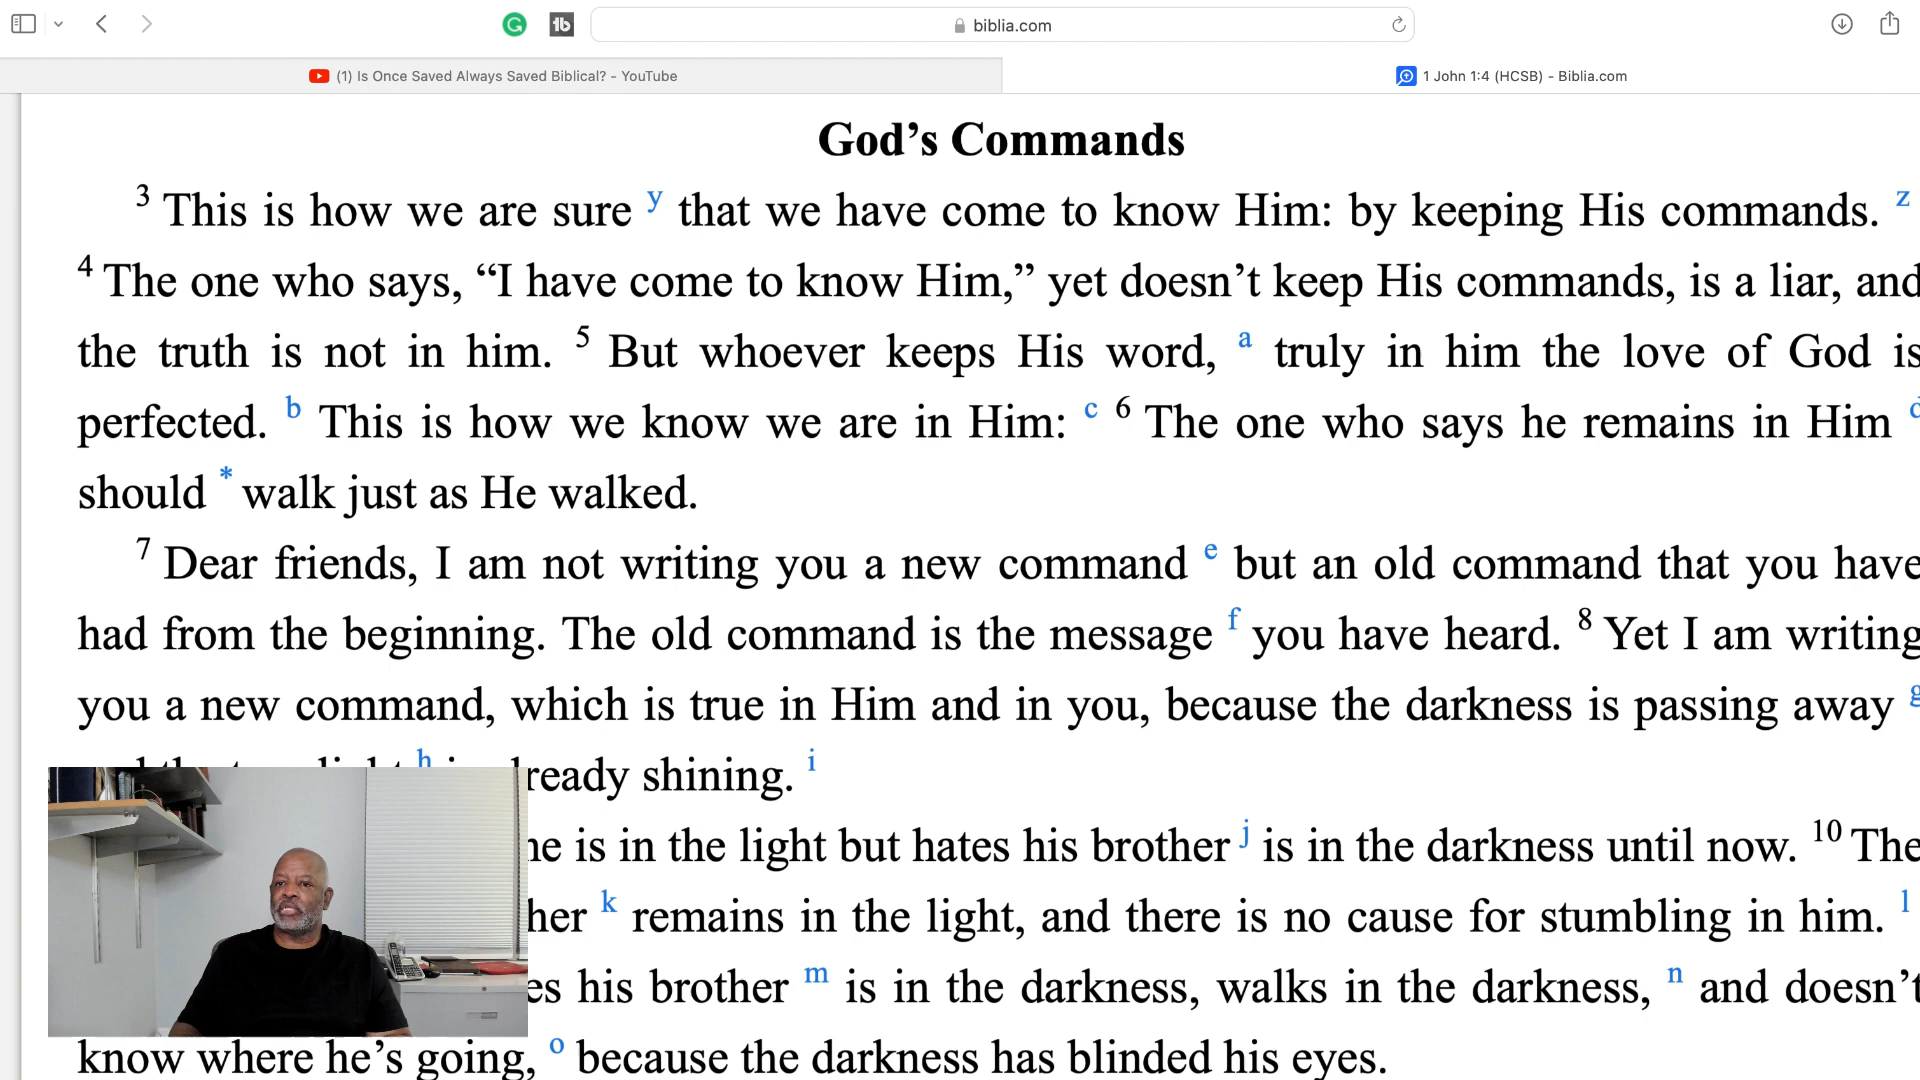 biblia.com
(1) Is Once Saved Always Saved Biblical? - YouTube
1 John 1:4 (HCSB) - Biblia.com
God’s Commands
3 This is how we are sure y that we have come to know Him: by keeping His commands. z
4 The one who says, “I have come to know Him,” yet doesn’t keep His commands, is a liar, and
the truth is not in him. 5 But whoever keeps His word, a truly in him the love of God is
perfected. b This is how we know we are in Him: c 6 The one who says he remains in Him d
should * walk just as He walked.
7 Dear friends, I am not writing you a new command e but an old command that you have
had from the beginning. The old command is the message f you have heard. 8 Yet I am writing
you a new command, which is true in Him and in you, because the darkness is passing away g
light h is already shining. i
he is in the light but hates his brother j is in the darkness until now. 10 The
her k remains in the light, and there is no cause for stumbling in him. l
es his brother m is in the darkness, walks in the darkness, n and doesn’t
know where he’s going, o because the darkness has blinded his eyes.